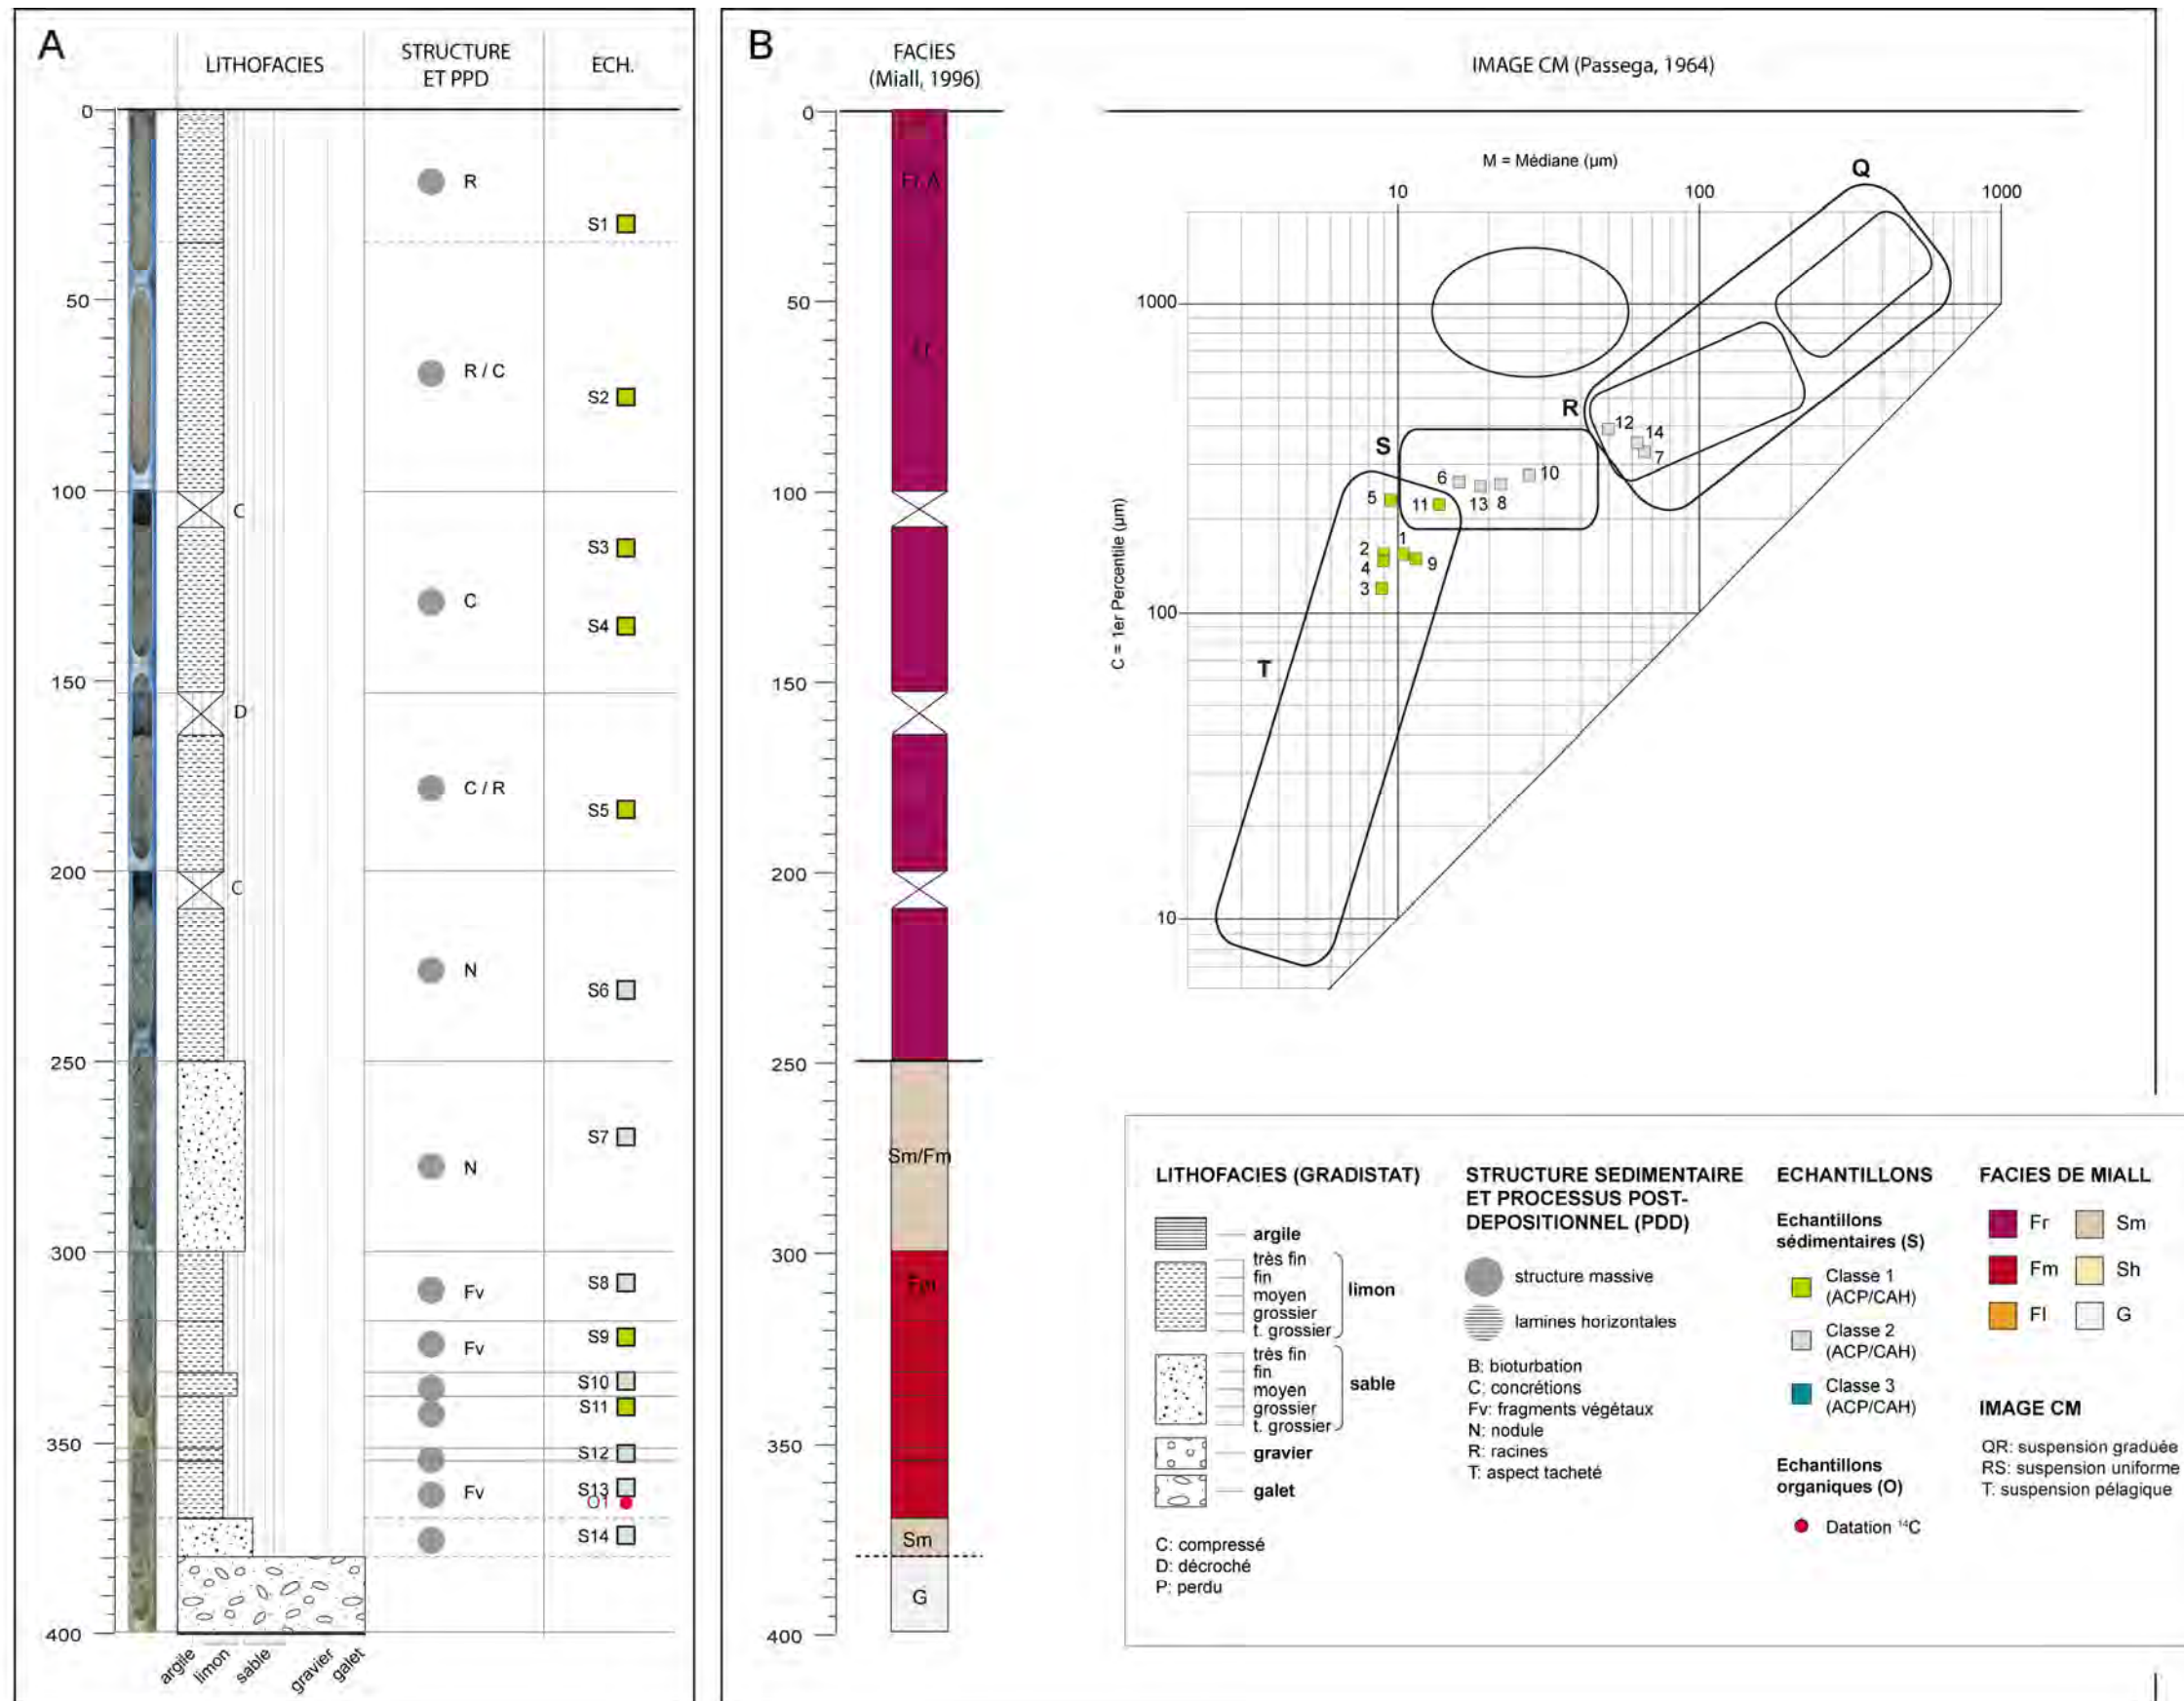 A
LITHOFACIES
STRUCTURE
ET PPD
ECH.
0
50
100
150
200
250
300
350
400
R
S1
R / C
S2
C
S3
C
S4
D
C / R
S5
C
N
S6
N
S7
Fv
S8
Fv
S9
S10
S11
S12
Fv
S13
O1
S14
argile
limon
sable
gravier
galet
B
FACIES
(Miall, 1996)
0
50
100
150
200
250
300
350
400
Sm/Fm
Fm
Sm
G
IMAGE CM (Passega, 1964)
M = Médiane (µm)
10
100
1000
C = 1er Percentile (µm)
1000
100
10
Q
R
S
T
12
14
7
6
10
13
8
5
11
2
1
4
9
3
LITHOFACIES (GRADISTAT)
argile
très fin
fin
moyen
grossier
t. grossier
limon
très fin
fin
moyen
grossier
t. grossier
sable
gravier
galet
C: compressé
D: décroché
P: perdu
STRUCTURE SEDIMENTAIRE
ET PROCESSUS POST-
DEPOSITIONNEL (PDD)
structure massive
lamines horizontales
B: bioturbation
C: concrétions
Fv: fragments végétaux
N: nodule
R: racines
T: aspect tacheté
ECHANTILLONS
Echantillons
sédimentaires (S)
Classe 1
(ACP/CAH)
Classe 2
(ACP/CAH)
Classe 3
(ACP/CAH)
Echantillons
organiques (O)
Datation ¹⁴C
FACIES DE MIALL
Fr
Sm
Fm
Sh
Fl
G
IMAGE CM
QR: suspension graduée
RS: suspension uniforme
T: suspension pélagique